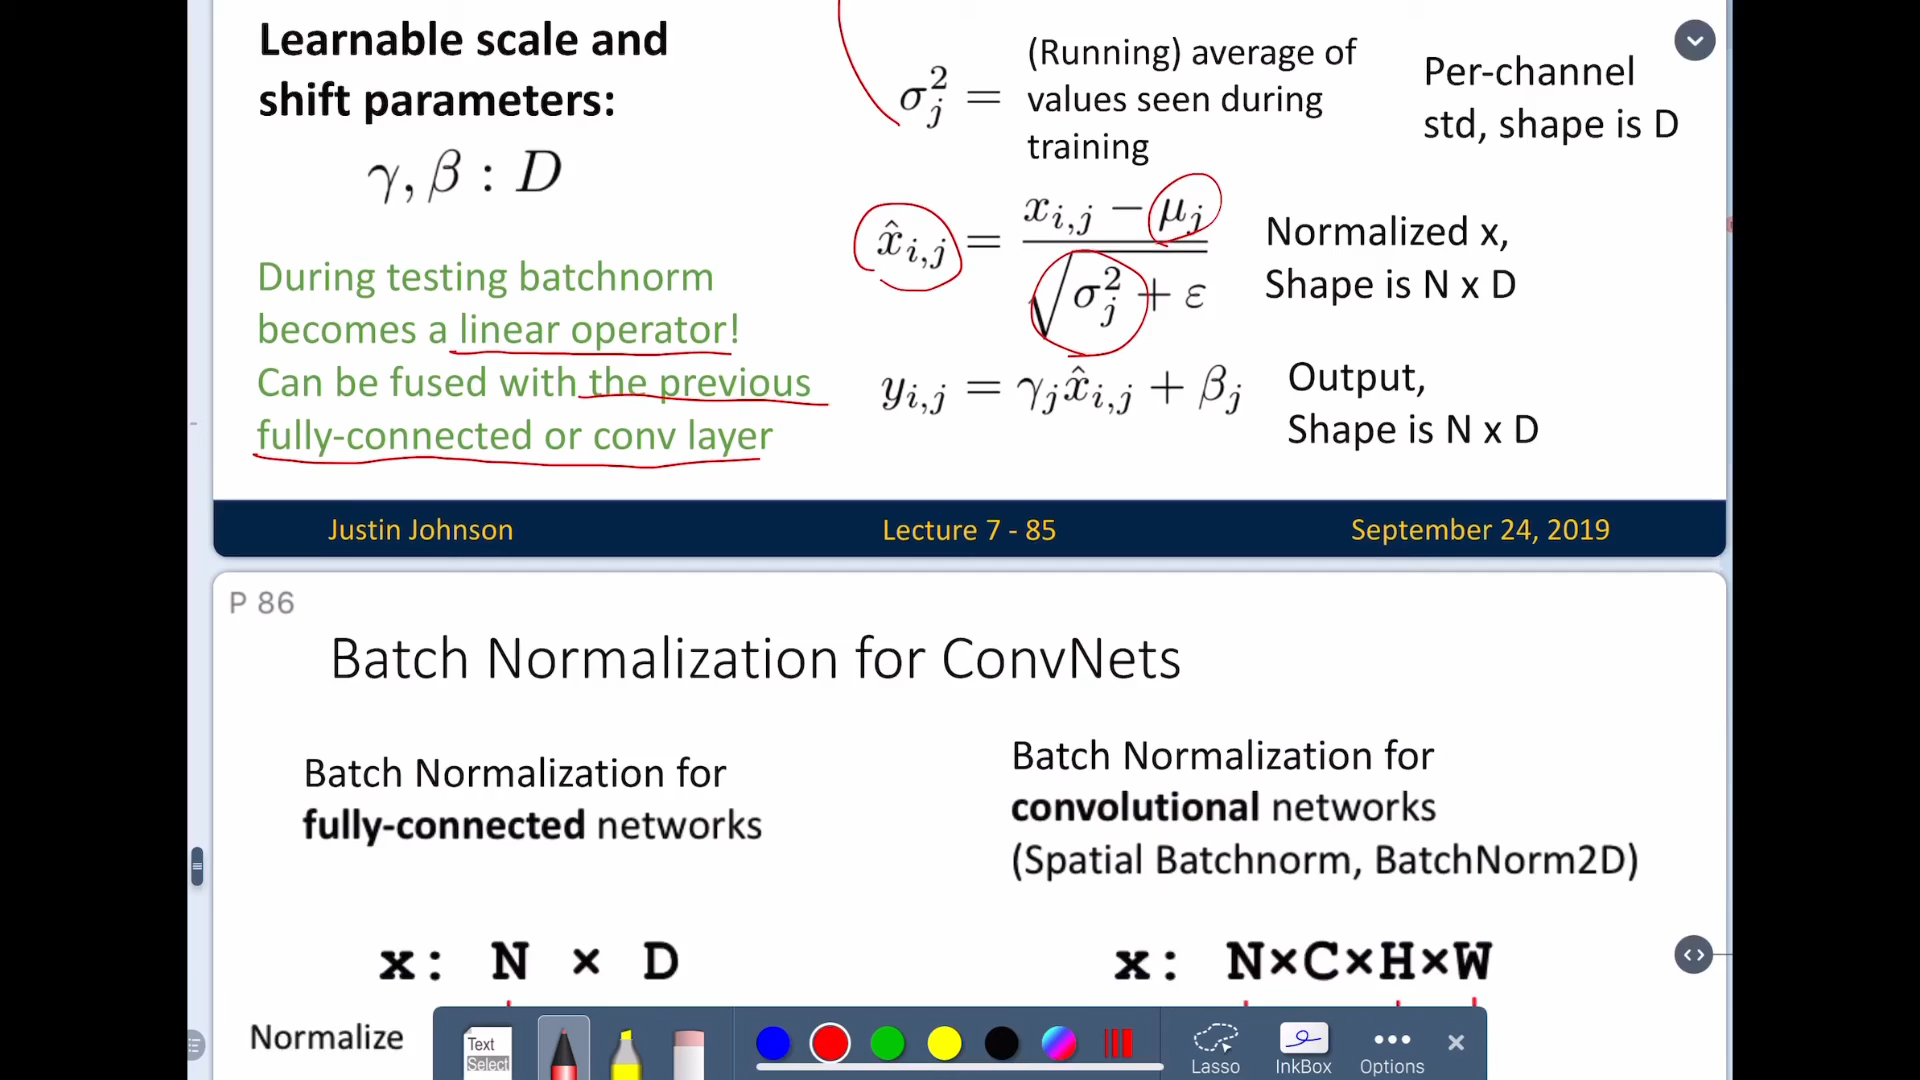 Learnable scale and
shift parameters:
γ, β : D
During testing batchnorm
becomes a linear operator!
Can be fused with the previous
fully-connected or conv layer
σ_j^2 = (Running) average of
values seen during
training
Per-channel
std, shape is D
x̂_{i,j} = \frac{x_{i,j} − μ_j}{\sqrt{σ_j^2 + ε}}
Normalized x,
Shape is N x D
y_{i,j} = γ_j x̂_{i,j} + β_j
Output,
Shape is N x D
Justin Johnson
Lecture 7 - 85
September 24, 2019
P 86
Batch Normalization for ConvNets
Batch Normalization for
fully-connected networks
x: N × D
Normalize
Batch Normalization for
convolutional networks
(Spatial Batchnorm, BatchNorm2D)
x: N×C×H×W
Text
Select
Lasso
InkBox
Options